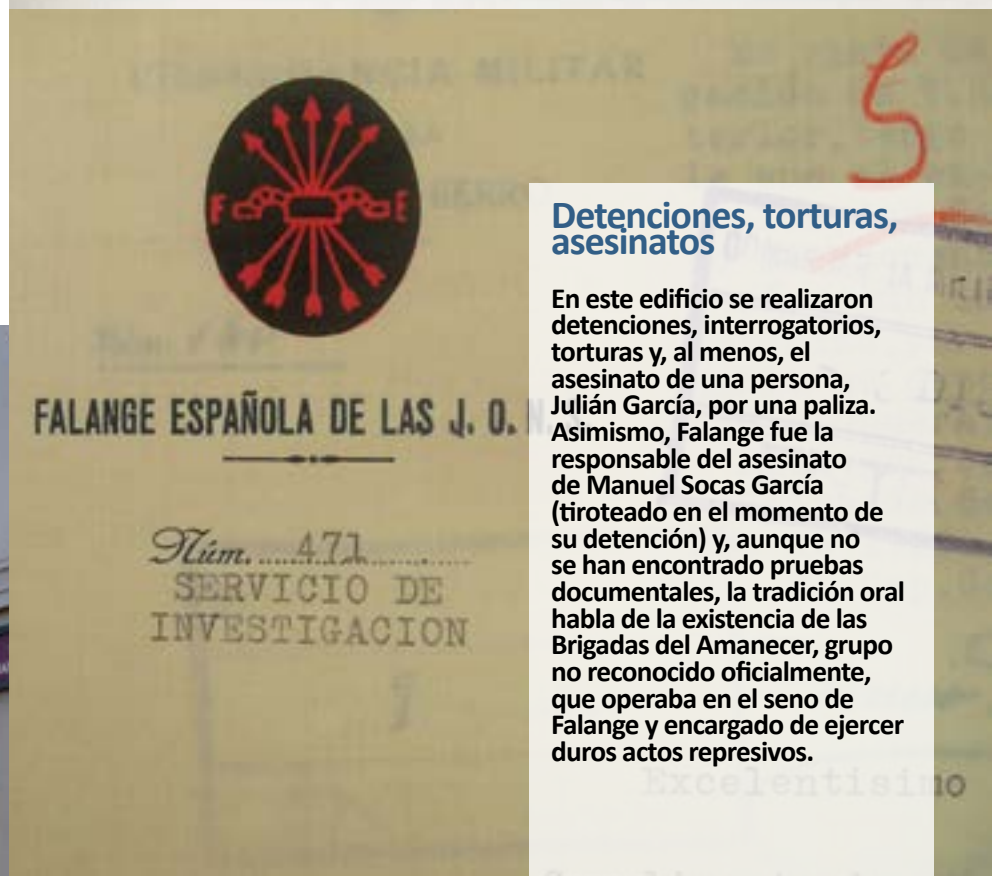 F E
FALANGE ESPAÑOLA DE LAS J. O. N.
Núm. 471
SERVICIO DE
INVESTIGACION
Detenciones, torturas,
asesinatos
En este edificio se realizaron
detenciones, interrogatorios,
torturas y, al menos, el
asesinato de una persona,
Julián García, por una paliza.
Asimismo, Falange fue la
responsable del asesinato
de Manuel Socas García
(tiroteado en el momento de
su detención) y, aunque no
se han encontrado pruebas
documentales, la tradición oral
habla de la existencia de las
Brigadas del Amanecer, grupo
no reconocido oficialmente,
que operaba en el seno de
Falange y encargado de ejercer
duros actos represivos.
Excelentisimo